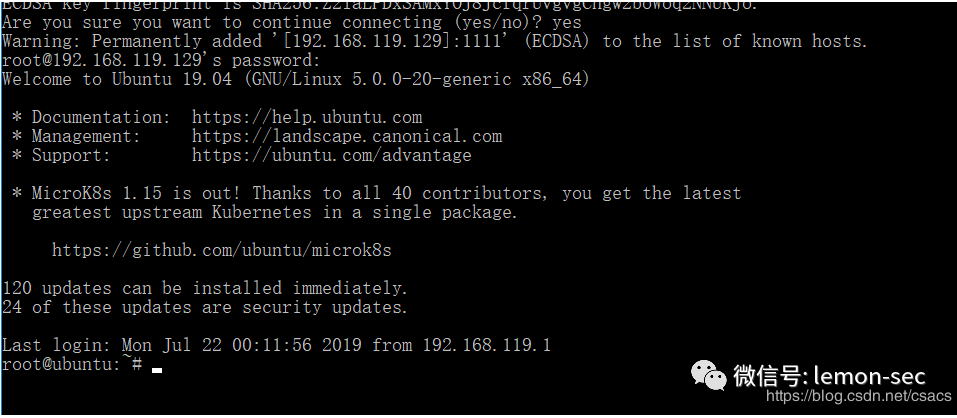 ECDSA key fingerprint is
Are you sure you want to continue connecting (yes/no)? yes
Warning: Permanently added '[192.168.119.129]:1111' (ECDSA) to the list of known hosts.
root@192.168.119.129's password:
Welcome to Ubuntu 19.04 (GNU/Linux 5.0.0-20-generic x86_64)
* Documentation:  https://help.ubuntu.com
* Management:     https://landscape.canonical.com
* Support:        https://ubuntu.com/advantage
* MicroK8s 1.15 is out! Thanks to all 40 contributors, you get the latest
greatest upstream Kubernetes in a single package.
https://github.com/ubuntu/microk8s
120 updates can be installed immediately.
24 of these updates are security updates.
Last login: Mon Jul 22 00:11:56 2019 from 192.168.119.1
root@ubuntu:~#
微信号: lemon-sec
https://blog.csdn.net/csacs